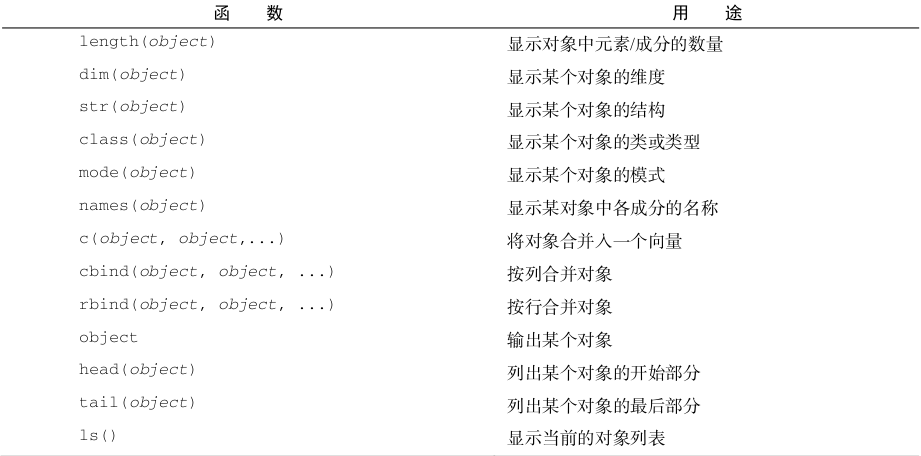 函 数 用 途
length(object) 显示对象中元素/成分的数量
dim(object) 显示某个对象的维度
str(object) 显示某个对象的结构
class(object) 显示某个对象的类或类型
mode(object) 显示某个对象的模式
names(object) 显示某对象中各成分的名称
c(object, object,...) 将对象合并入一个向量
cbind(object, object, ...) 按列合并对象
rbind(object, object, ...) 按行合并对象
object 输出某个对象
head(object) 列出某个对象的开始部分
tail(object) 列出某个对象的最后部分
ls() 显示当前的对象列表